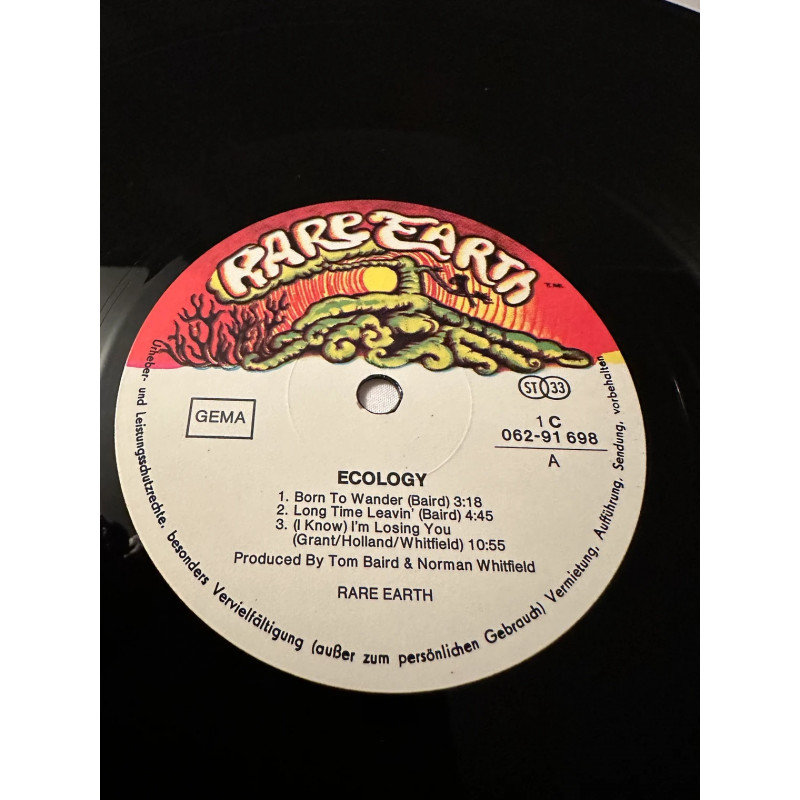 RARE EARTH
T.M.
GEMA
ST 33
1 C
062-91 698
A
ECOLOGY
1. Born To Wander (Baird) 3:18
2. Long Time Leavin' (Baird) 4:45
3. (I Know) I'm Losing You
(Grant/Holland/Whitfield) 10:55
Produced By Tom Baird & Norman Whitfield
RARE EARTH
Urheber- und Leistungsschutzrechte, besonders Vervielfältigung (außer zum persönlichen Gebrauch) Vermietung, Aufführung, Sendung, vorbehalten